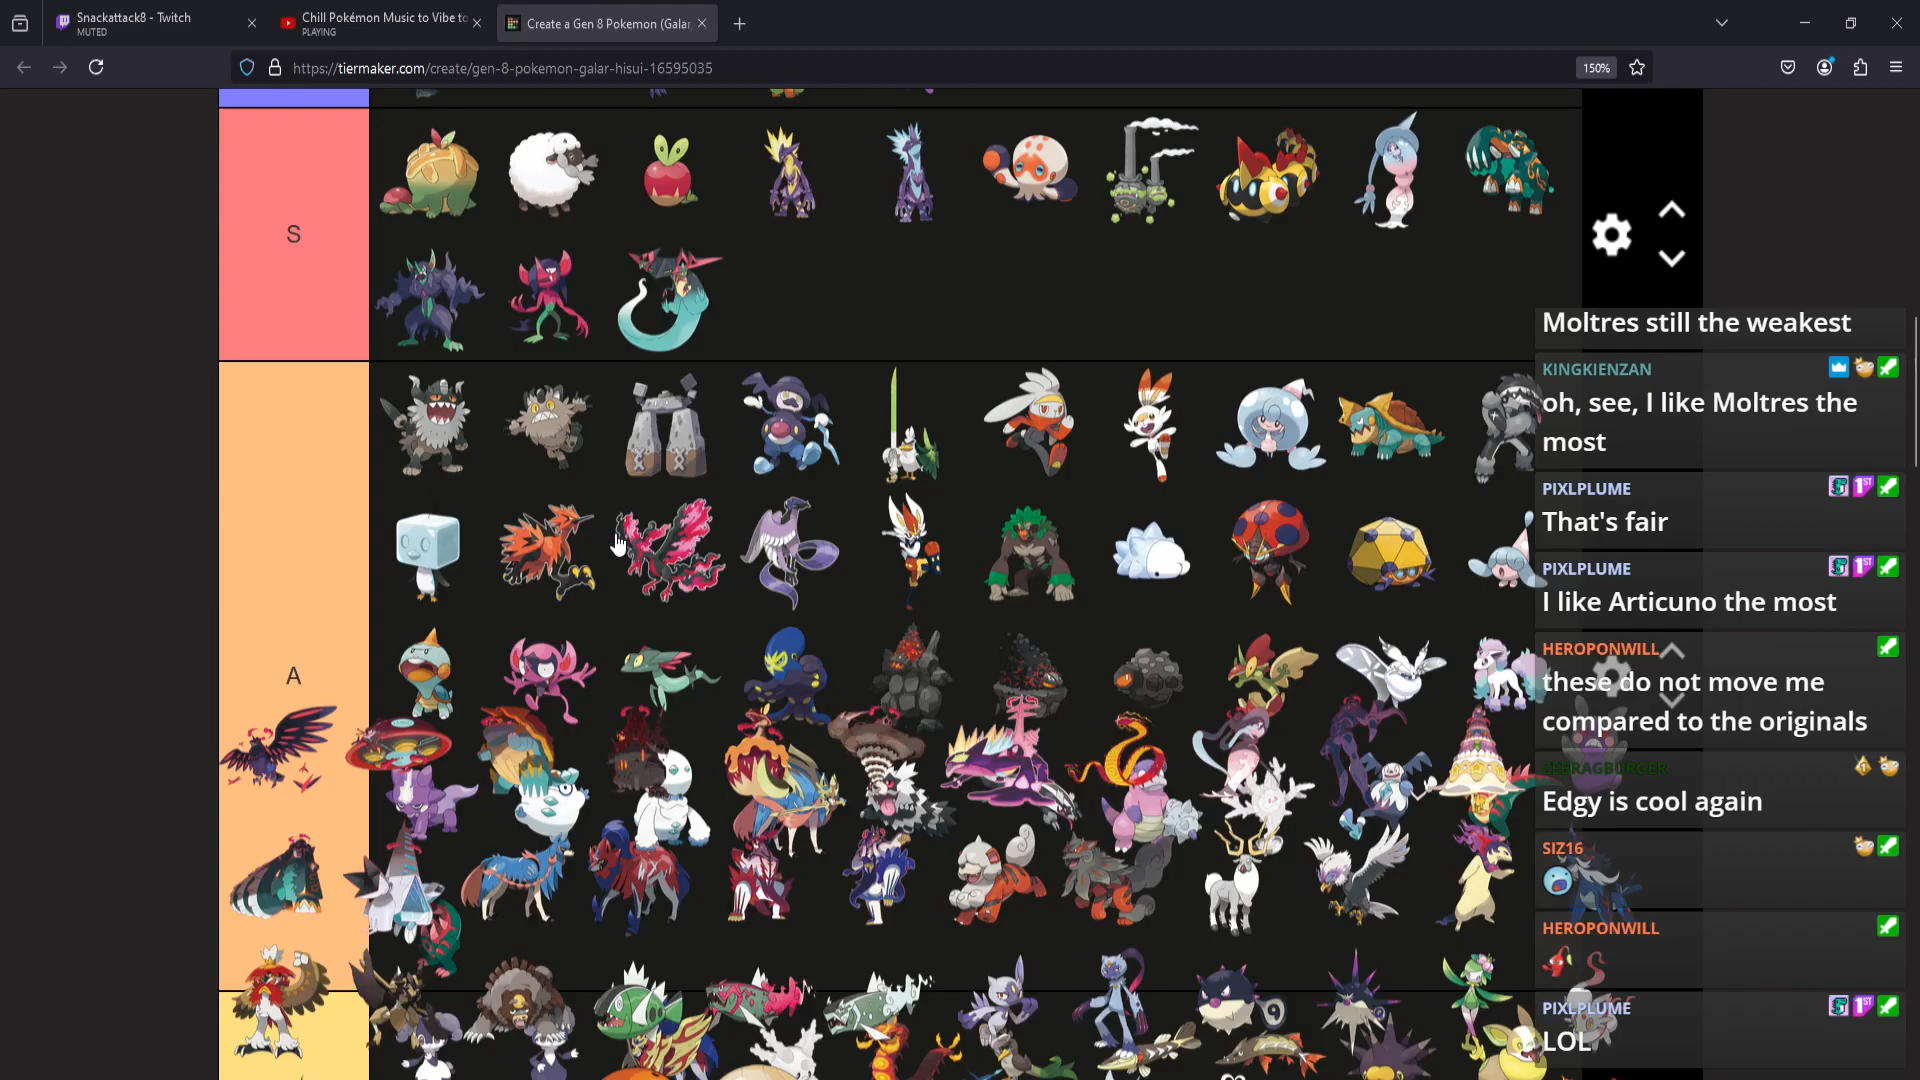 Snackattack8 - Twitch
MUTED
Chill Pokémon Music to Vibe to
PLAYING
Create a Gen 8 Pokemon (Galar,
https://tiermaker.com/create/gen-8-pokemon-galar-hisui-16595035
150%
S
A
Moltres still the weakest
KINGKIENZAN
oh, see, I like Moltres the
most
PIXLPLUME
That's fair
PIXLPLUME
I like Articuno the most
HEROPONWILL
these do not move me
compared to the originals
Edgy is cool again
SIZ16
HEROPONWILL
PIXLPLUME
LOL